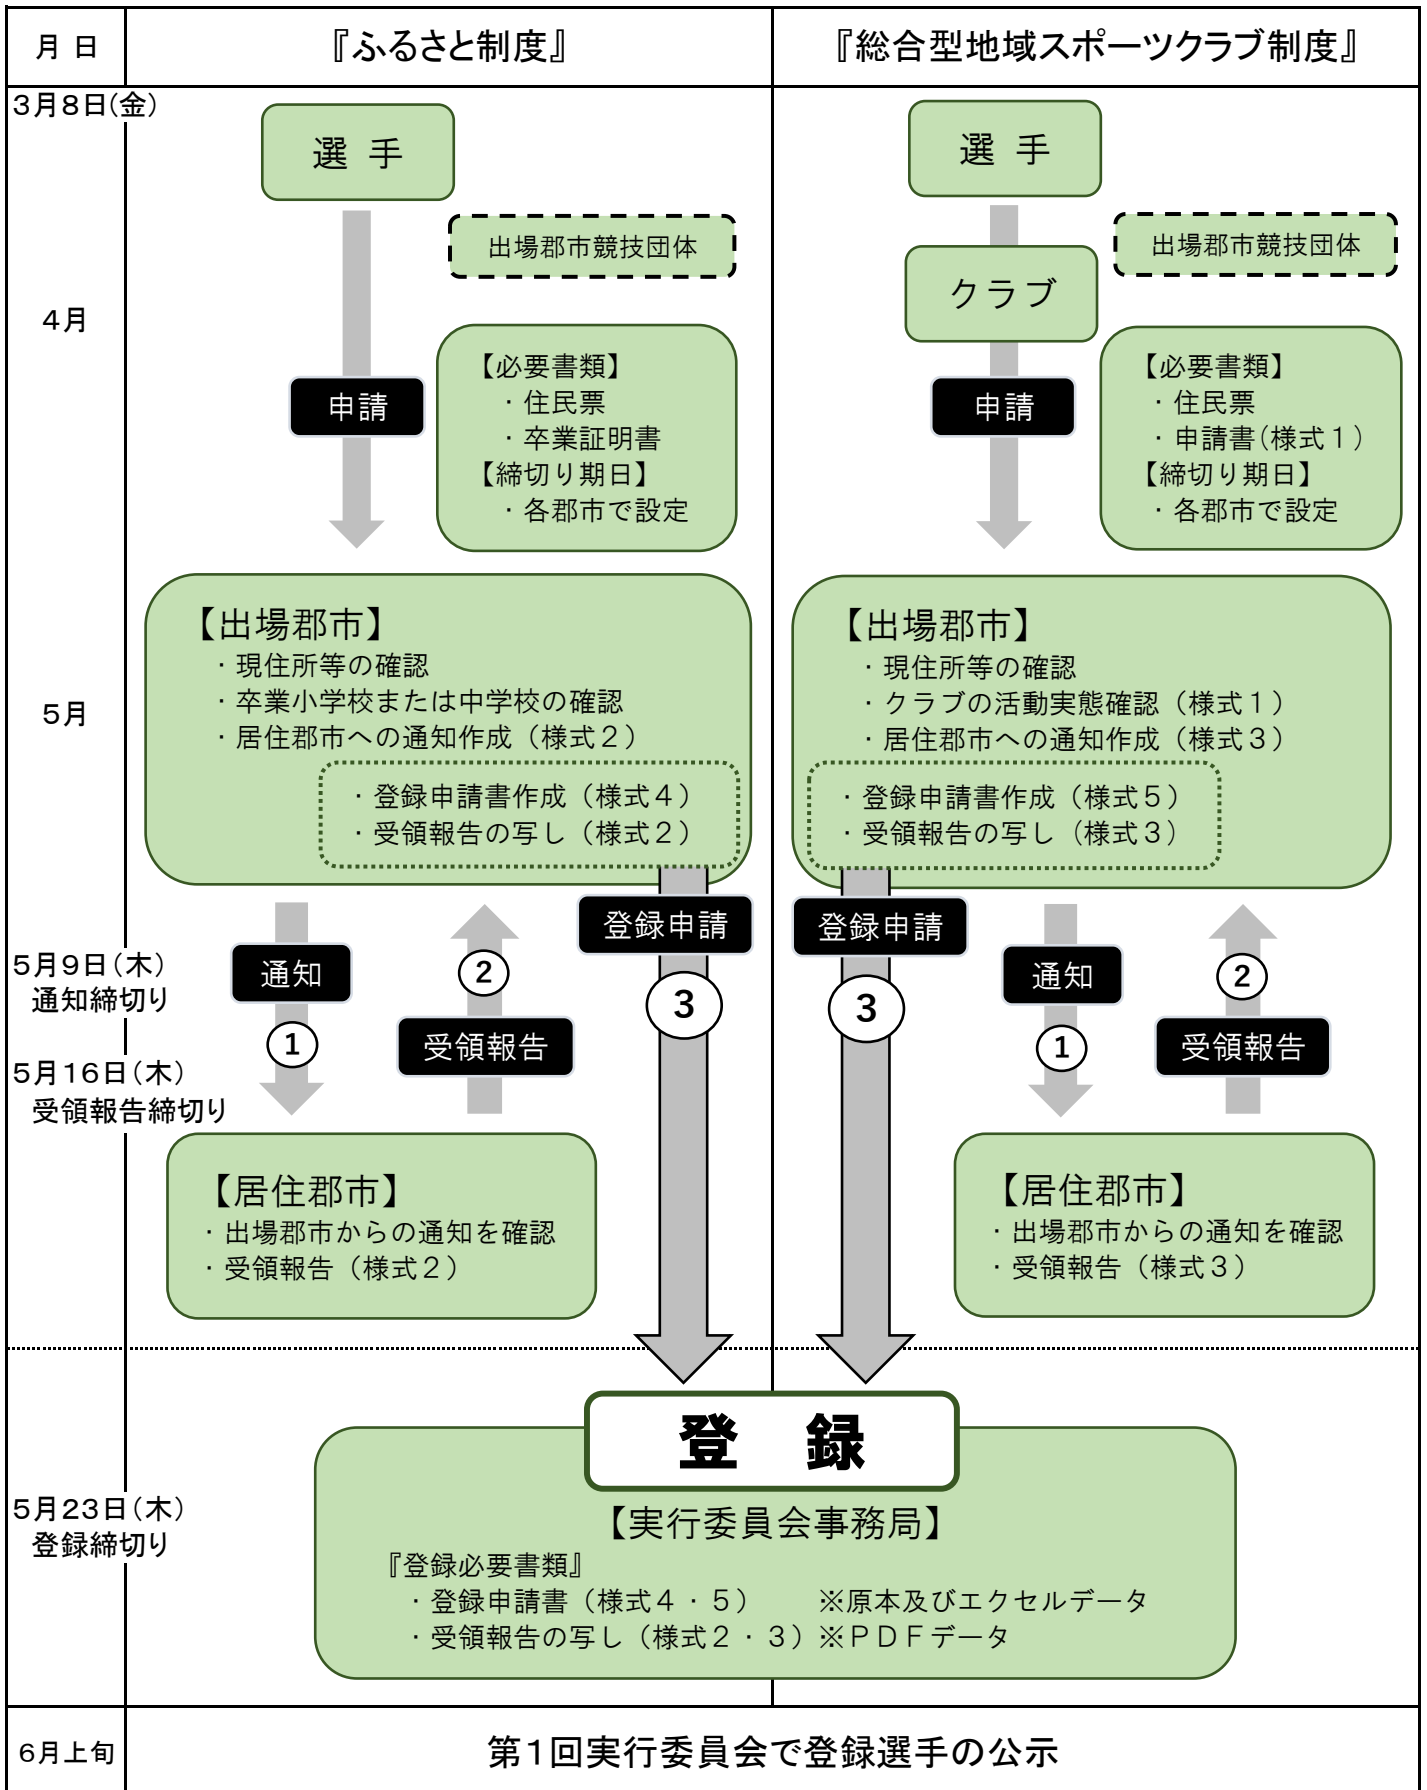 月 日
『ふるさと制度』
『総合型地域スポーツクラブ制度』
3月8日(金)
選 手
出場郡市競技団体
4月
申請
【必要書類】
・住民票
・卒業証明書
【締切り期日】
・各郡市で設定
選 手
出場郡市競技団体
クラブ
申請
【必要書類】
・住民票
・申請書(様式１)
【締切り期日】
・各郡市で設定
5月
【出場郡市】
・現住所等の確認
・卒業小学校または中学校の確認
・居住郡市への通知作成（様式２）
・登録申請書作成（様式４）
・受領報告の写し（様式２）
【出場郡市】
・現住所等の確認
・クラブの活動実態確認（様式１）
・居住郡市への通知作成（様式３）
・登録申請書作成（様式５）
・受領報告の写し（様式３）
5月9日(木)
通知締切り
5月16日(木)
受領報告締切り
通知
1
2
受領報告
登録申請
3
登録申請
3
通知
1
2
受領報告
【居住郡市】
・出場郡市からの通知を確認
・受領報告（様式２）
【居住郡市】
・出場郡市からの通知を確認
・受領報告（様式３）
5月23日(木)
登録締切り
登 録
【実行委員会事務局】
『登録必要書類』
・登録申請書（様式４・５） ※原本及びエクセルデータ
・受領報告の写し（様式２・３）※ＰＤＦデータ
6月上旬
第1回実行委員会で登録選手の公示